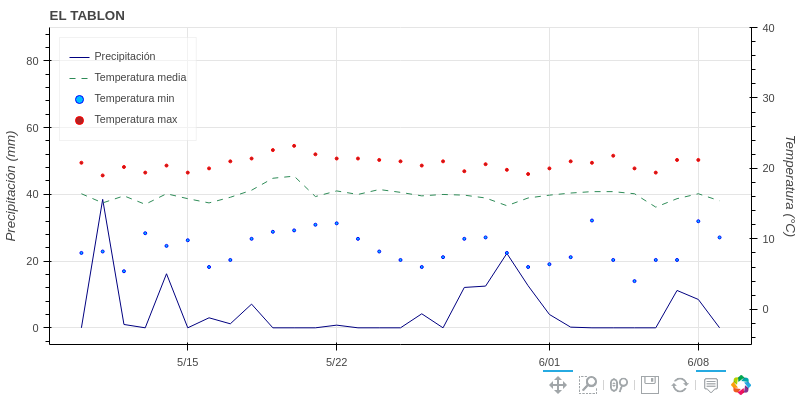 EL TABLON
Precipitación
Temperatura media
Temperatura min
Temperatura max
Precipitación (mm)
80
60
40
20
0
Temperatura (°C)
40
30
20
10
0
5/15
5/22
6/01
6/08